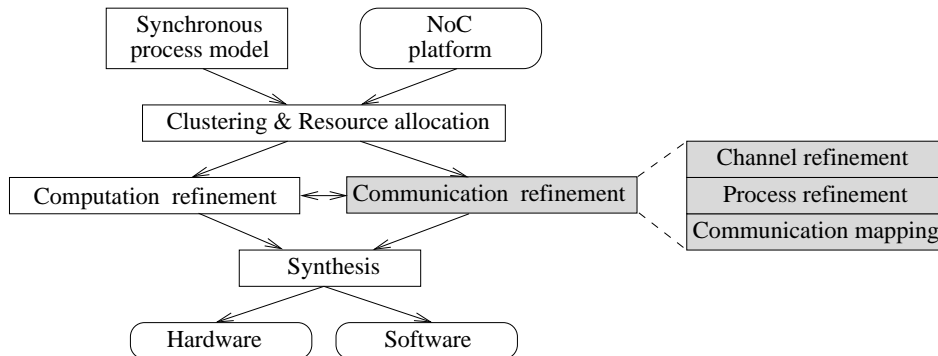 Synchronous
process model
NoC
platform
Clustering & Resource allocation
Computation refinement
Communication refinement
Channel refinement
Process refinement
Communication mapping
Synthesis
Hardware
Software